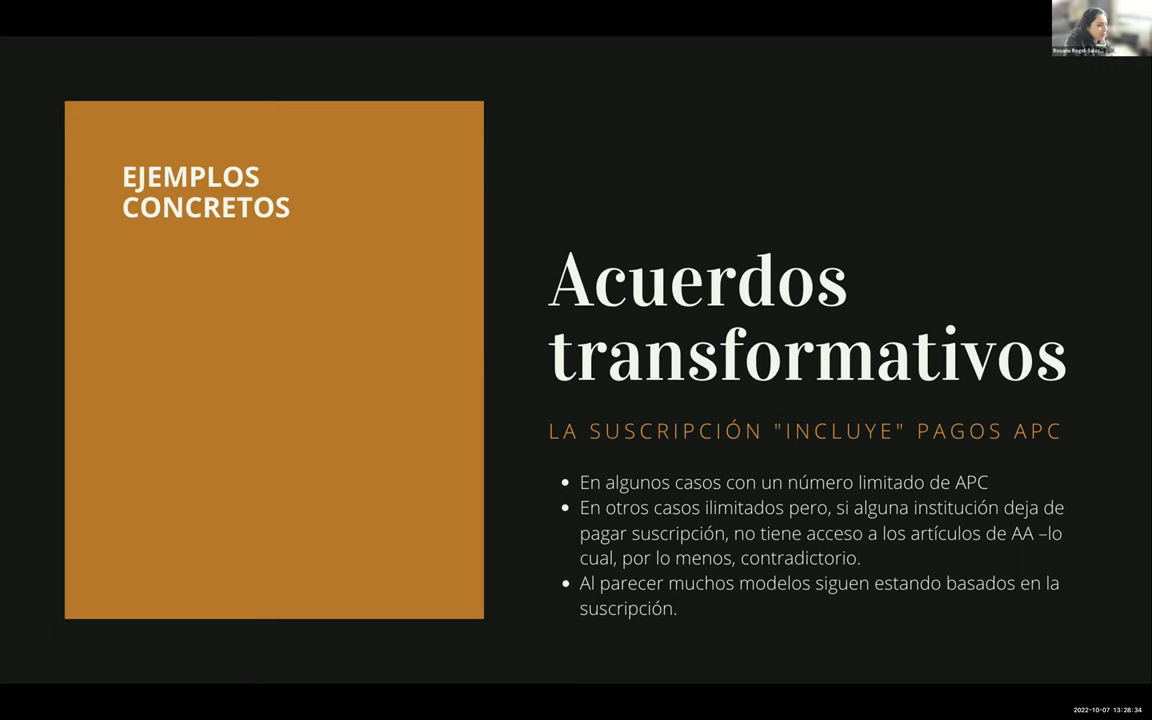 Rosario Rogel-Salaz...
EJEMPLOS
CONCRETOS
Acuerdos
transformativos
LA SUSCRIPCIÓN "INCLUYE" PAGOS APC
En algunos casos con un número limitado de APC
En otros casos ilimitados pero, si alguna institución deja de
pagar suscripción, no tiene acceso a los artículos de AA –lo
cual, por lo menos, contradictorio.
Al parecer muchos modelos siguen estando basados en la
suscripción.
2022-10-07 13:28:34